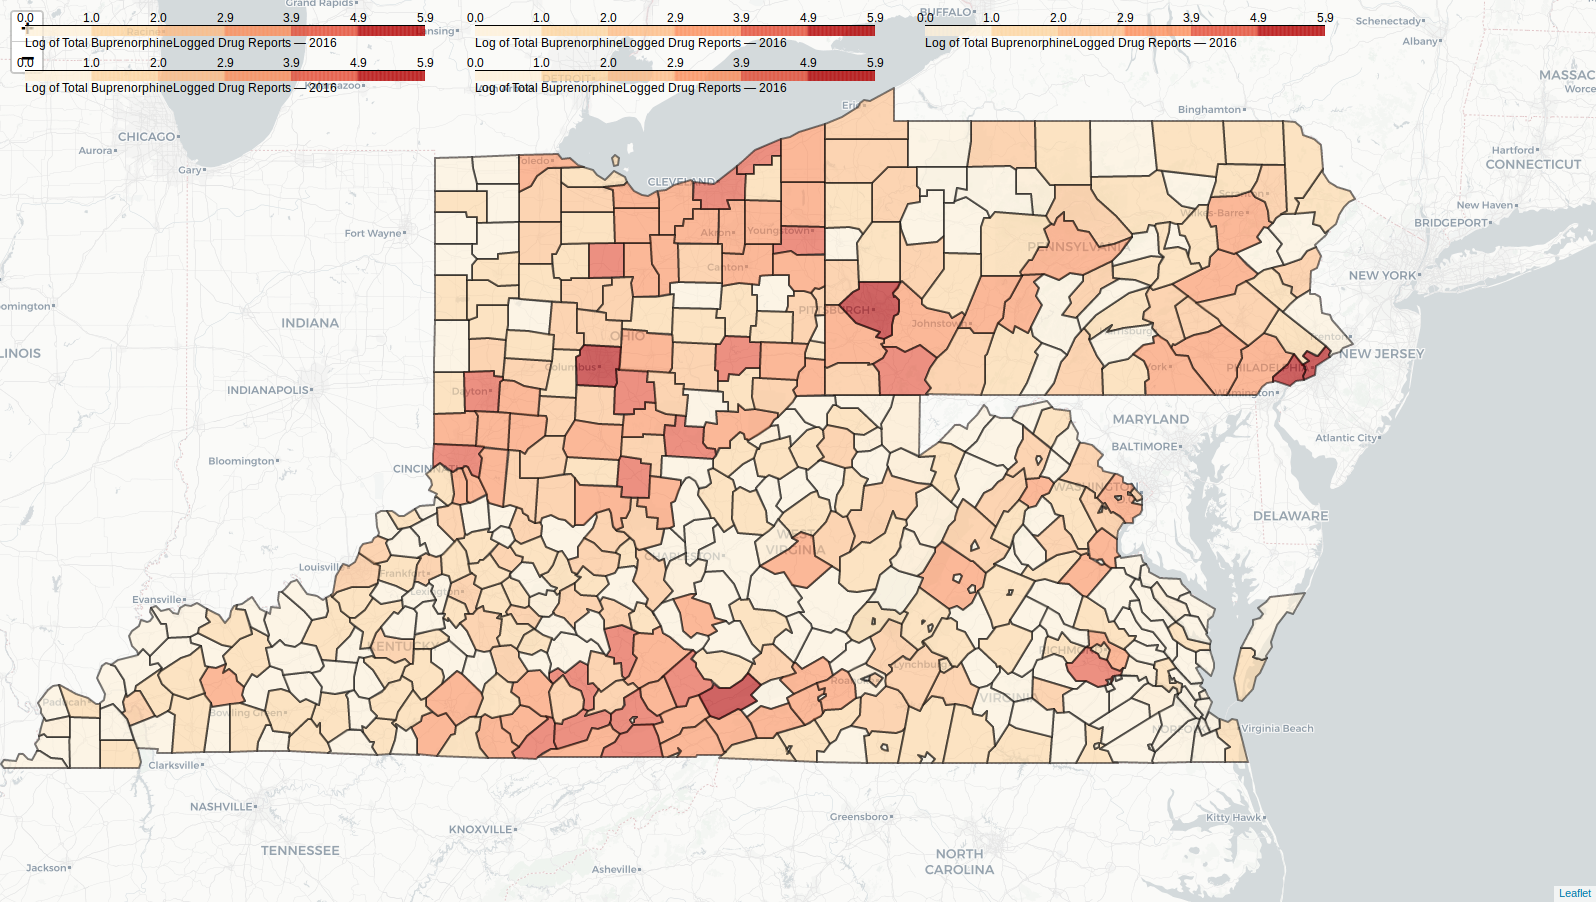 Grand Rapids
BUFFALO
Schenectady
Albany
0.0 1.0 2.0 2.9 3.9 4.9 5.9
0.0 1.0 2.0 2.9 3.9 4.9 5.9
0.0 1.0 2.0 2.9 3.9 4.9 5.9
+
Racine
nsing
Log of Total BuprenorphineLogged Drug Reports — 2016
Log of Total BuprenorphineLogged Drug Reports — 2016
Log of Total BuprenorphineLogged Drug Reports — 2016
0.0 1.0 2.0 2.9 3.9 4.9 5.9
0.0 1.0 2.0 2.9 3.9 4.9 5.9
DETROIT
MASSAC
Worce
Log of Total BuprenorphineLogged Drug Reports — 2016
Log of Total BuprenorphineLogged Drug Reports — 2016
azoo
Erie
Binghamton
CHICAGO
Aurora
Hartford
CONNECTICUT
Toledo
Gary
CLEVELAND
Scranton
New Haven
Wilkes-Barre
BRIDGEPORT
Fort Wayne
Akron
Youngstown
PENNSYLVANIA
Canton
NEW YORK
omington
PITTSBURGH
INDIANA
Johnstown
Harrisburg
OHIO
Trenton
LINOIS
NEW JERSEY
Columbus
York
PHILADELPHIA
INDIANAPOLIS
Dayton
Wilmington
MARYLAND
BALTIMORE
Atlantic City
Bloomington
CINCINNATI
WASHINGTON
DELAWARE
WEST
VIRGINIA
CHARLESTON
Louisville
Frankfort
Lexington
Evansville
KENTUCKY
RICHMOND
Lynchburg
Roanoke
VIRGINIA
Paducah
Bowling Green
NORFOLK
Virginia Beach
Clarksville
NASHVILLE
KNOXVILLE
Greensboro
Kitty Hawk
TENNESSEE
NORTH
CAROLINA
Jackson
Asheville
Leaflet